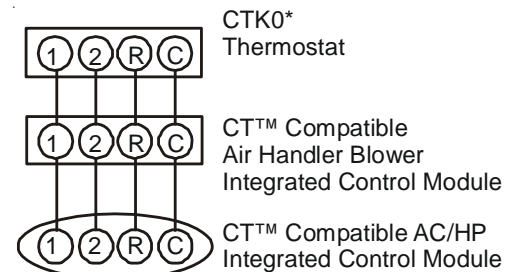 CTK0*
Thermostat
1 2 R C
CT™ Compatible
Air Handler Blower
Integrated Control Module
1 2 R C
CT™ Compatible AC/HP
Integrated Control Module
1 2 R C